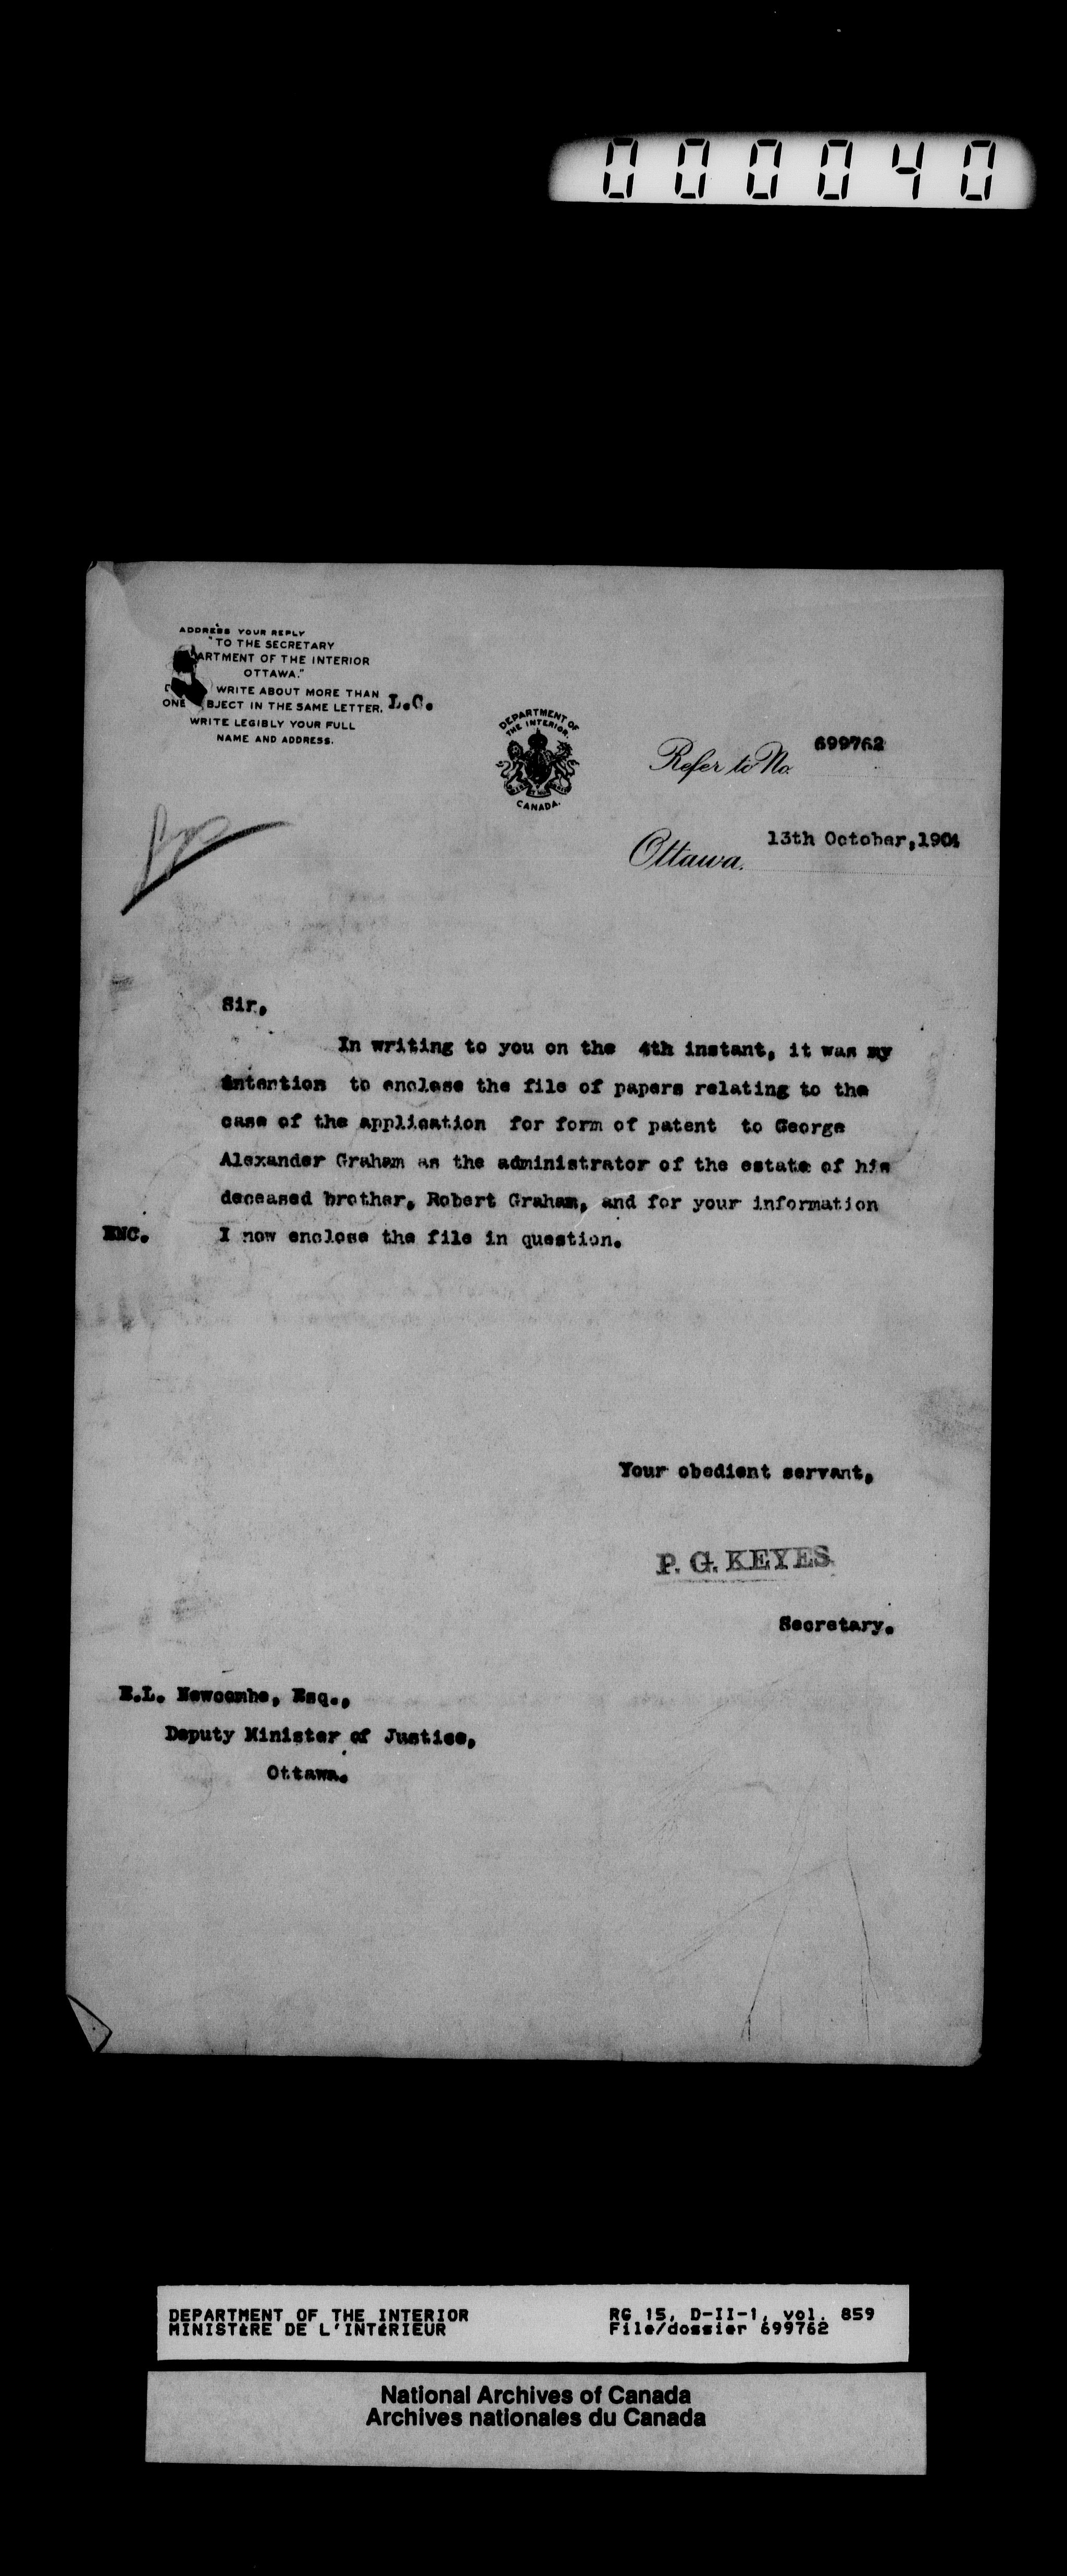 000040
ADDRESS YOUR REPLY
"TO THE SECRETARY
ARTMENT OF THE INTERIOR
OTTAWA."
WRITE ABOUT MORE THAN
ONE BJECT IN THE SAME LETTER.
L.C.
WRITE LEGIBLY YOUR FULL
NAME AND ADDRESS.
DEPARTMENT OF
THE INTERIOR.
CANADA.
Refer to No. 699762
Ottawa. 13th October, 1904
Sir,
In writing to you on the 4th instant, it was my
intention to enclose the file of papers relating to the
case of the application for form of patent to George
Alexander Graham as the administrator of the estate of his
deceased brother, Robert Graham, and for your information
ENC. I now enclose the file in question.
Your obedient servant,
P. G. KEYES.
Secretary.
E.L. Newcombe, Esq.,
Deputy Minister of Justice,
Ottawa.
DEPARTMENT OF THE INTERIOR
MINISTÈRE DE L'INTÉRIEUR
RG 15, D-II-1, vol. 859
File/dossier 699762
National Archives of Canada
Archives nationales du Canada